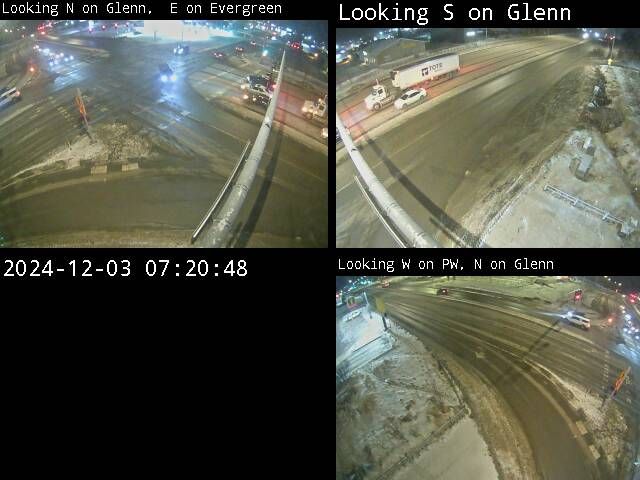 Looking N on Glenn,  E on Evergreen
Looking S on Glenn
TOTE
2024-12-03 07:20:48
Looking W on PW, N on Glenn